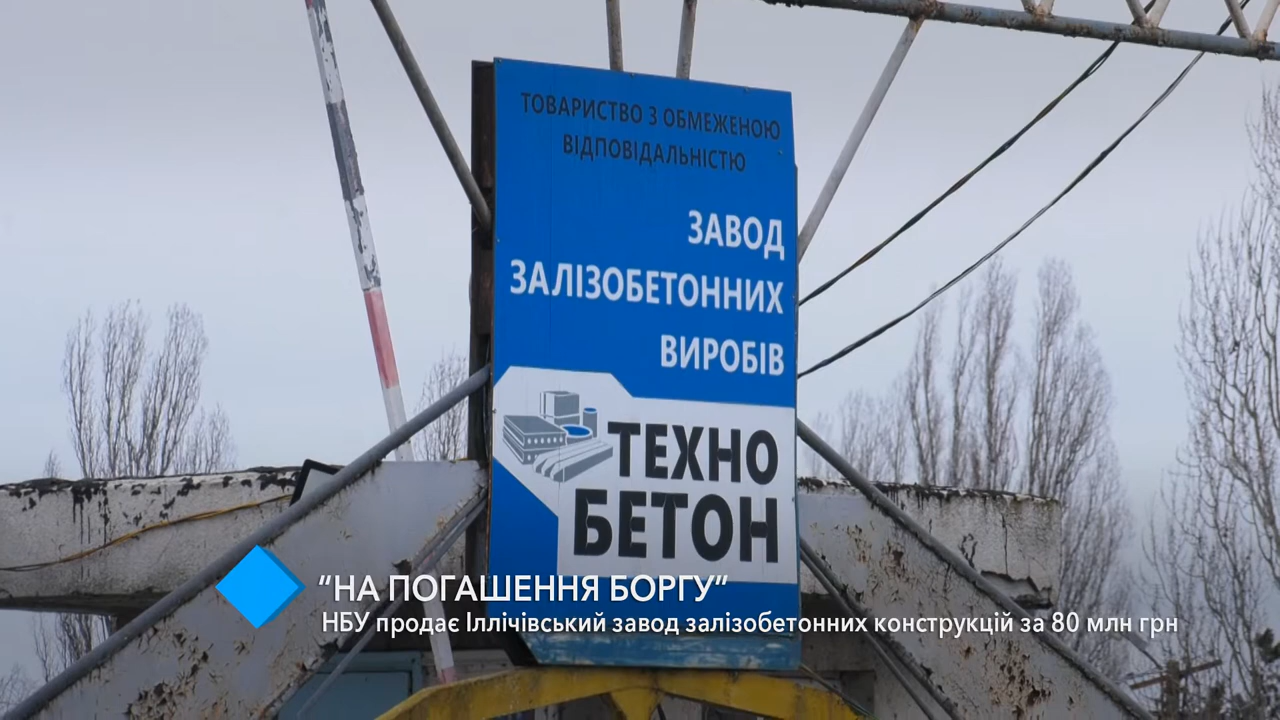 ТОВАРИСТВО З ОБМЕЖЕНОЮ
ВІДПОВІДАЛЬНІСТЮ
ЗАВОД
ЗАЛІЗОБЕТОННИХ
ВИРОБІВ
ТЕХНО
БЕТОН
“НА ПОГАШЕННЯ БОРГУ”
НБУ продає Іллічівський завод залізобетонних конструкцій за 80 млн грн